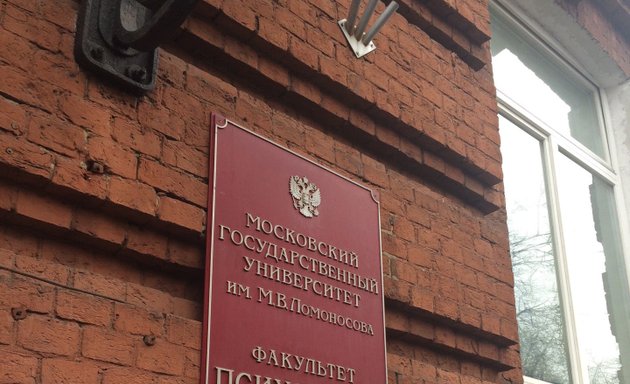 МОСКОВСКИЙ
ГОСУДАРСТВЕННЫЙ
УНИВЕРСИТЕТ
ИМ. М.В.ЛОМОНОСОВА
ФАКУЛЬТЕТ